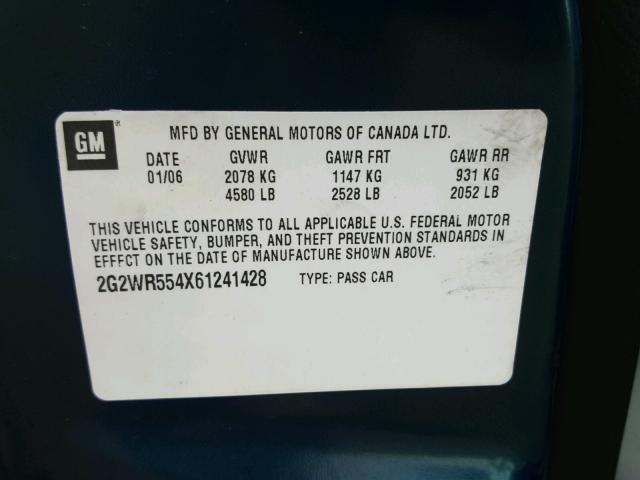 GM
MFD BY GENERAL MOTORS OF CANADA LTD.
DATE GVWR GAWR FRT GAWR RR
01/06 2078 KG 1147 KG 931 KG
4580 LB 2528 LB 2052 LB
THIS VEHICLE CONFORMS TO ALL APPLICABLE U.S. FEDERAL MOTOR
VEHICLE SAFETY, BUMPER, AND THEFT PREVENTION STANDARDS IN
EFFECT ON THE DATE OF MANUFACTURE SHOWN ABOVE.
2G2WR554X61241428 TYPE: PASS CAR